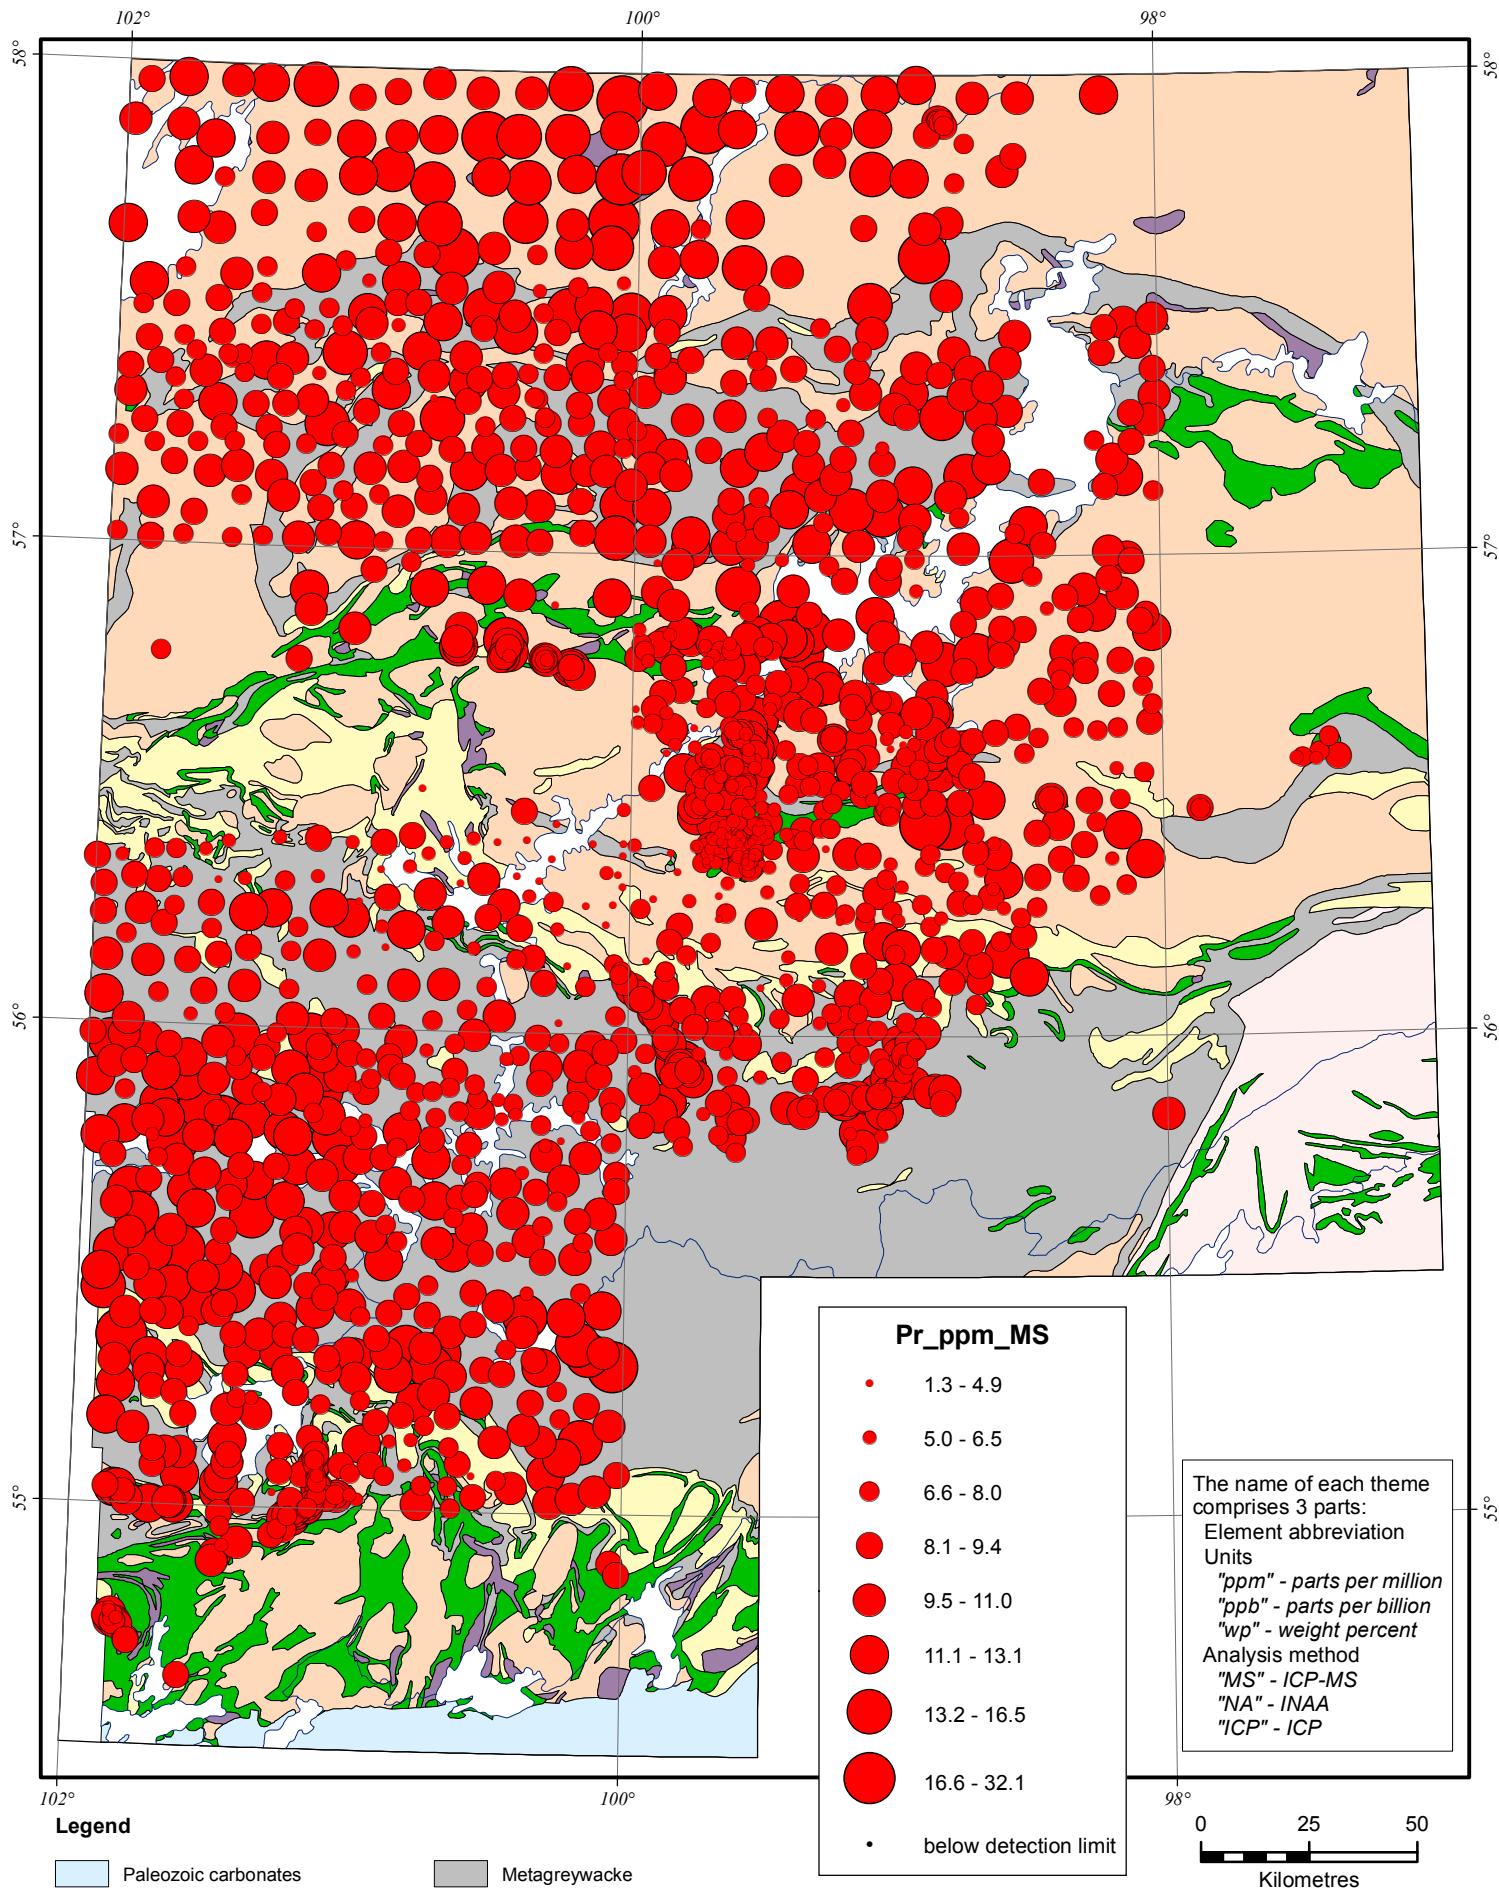 102° 100° 98°
58° 58°
57° 57°
56° 56°
55° 55°
Pr_ppm_MS
1.3 - 4.9
5.0 - 6.5
6.6 - 8.0
8.1 - 9.4
9.5 - 11.0
11.1 - 13.1
13.2 - 16.5
16.6 - 32.1
below detection limit
The name of each theme
comprises 3 parts:
Element abbreviation
Units
"ppm" - parts per million
"ppb" - parts per billion
"wp" - weight percent
Analysis method
"MS" - ICP-MS
"NA" - INAA
"ICP" - ICP
102° 100° 98°
Legend
Paleozoic carbonates
Metagreywacke
0 25 50
Kilometres